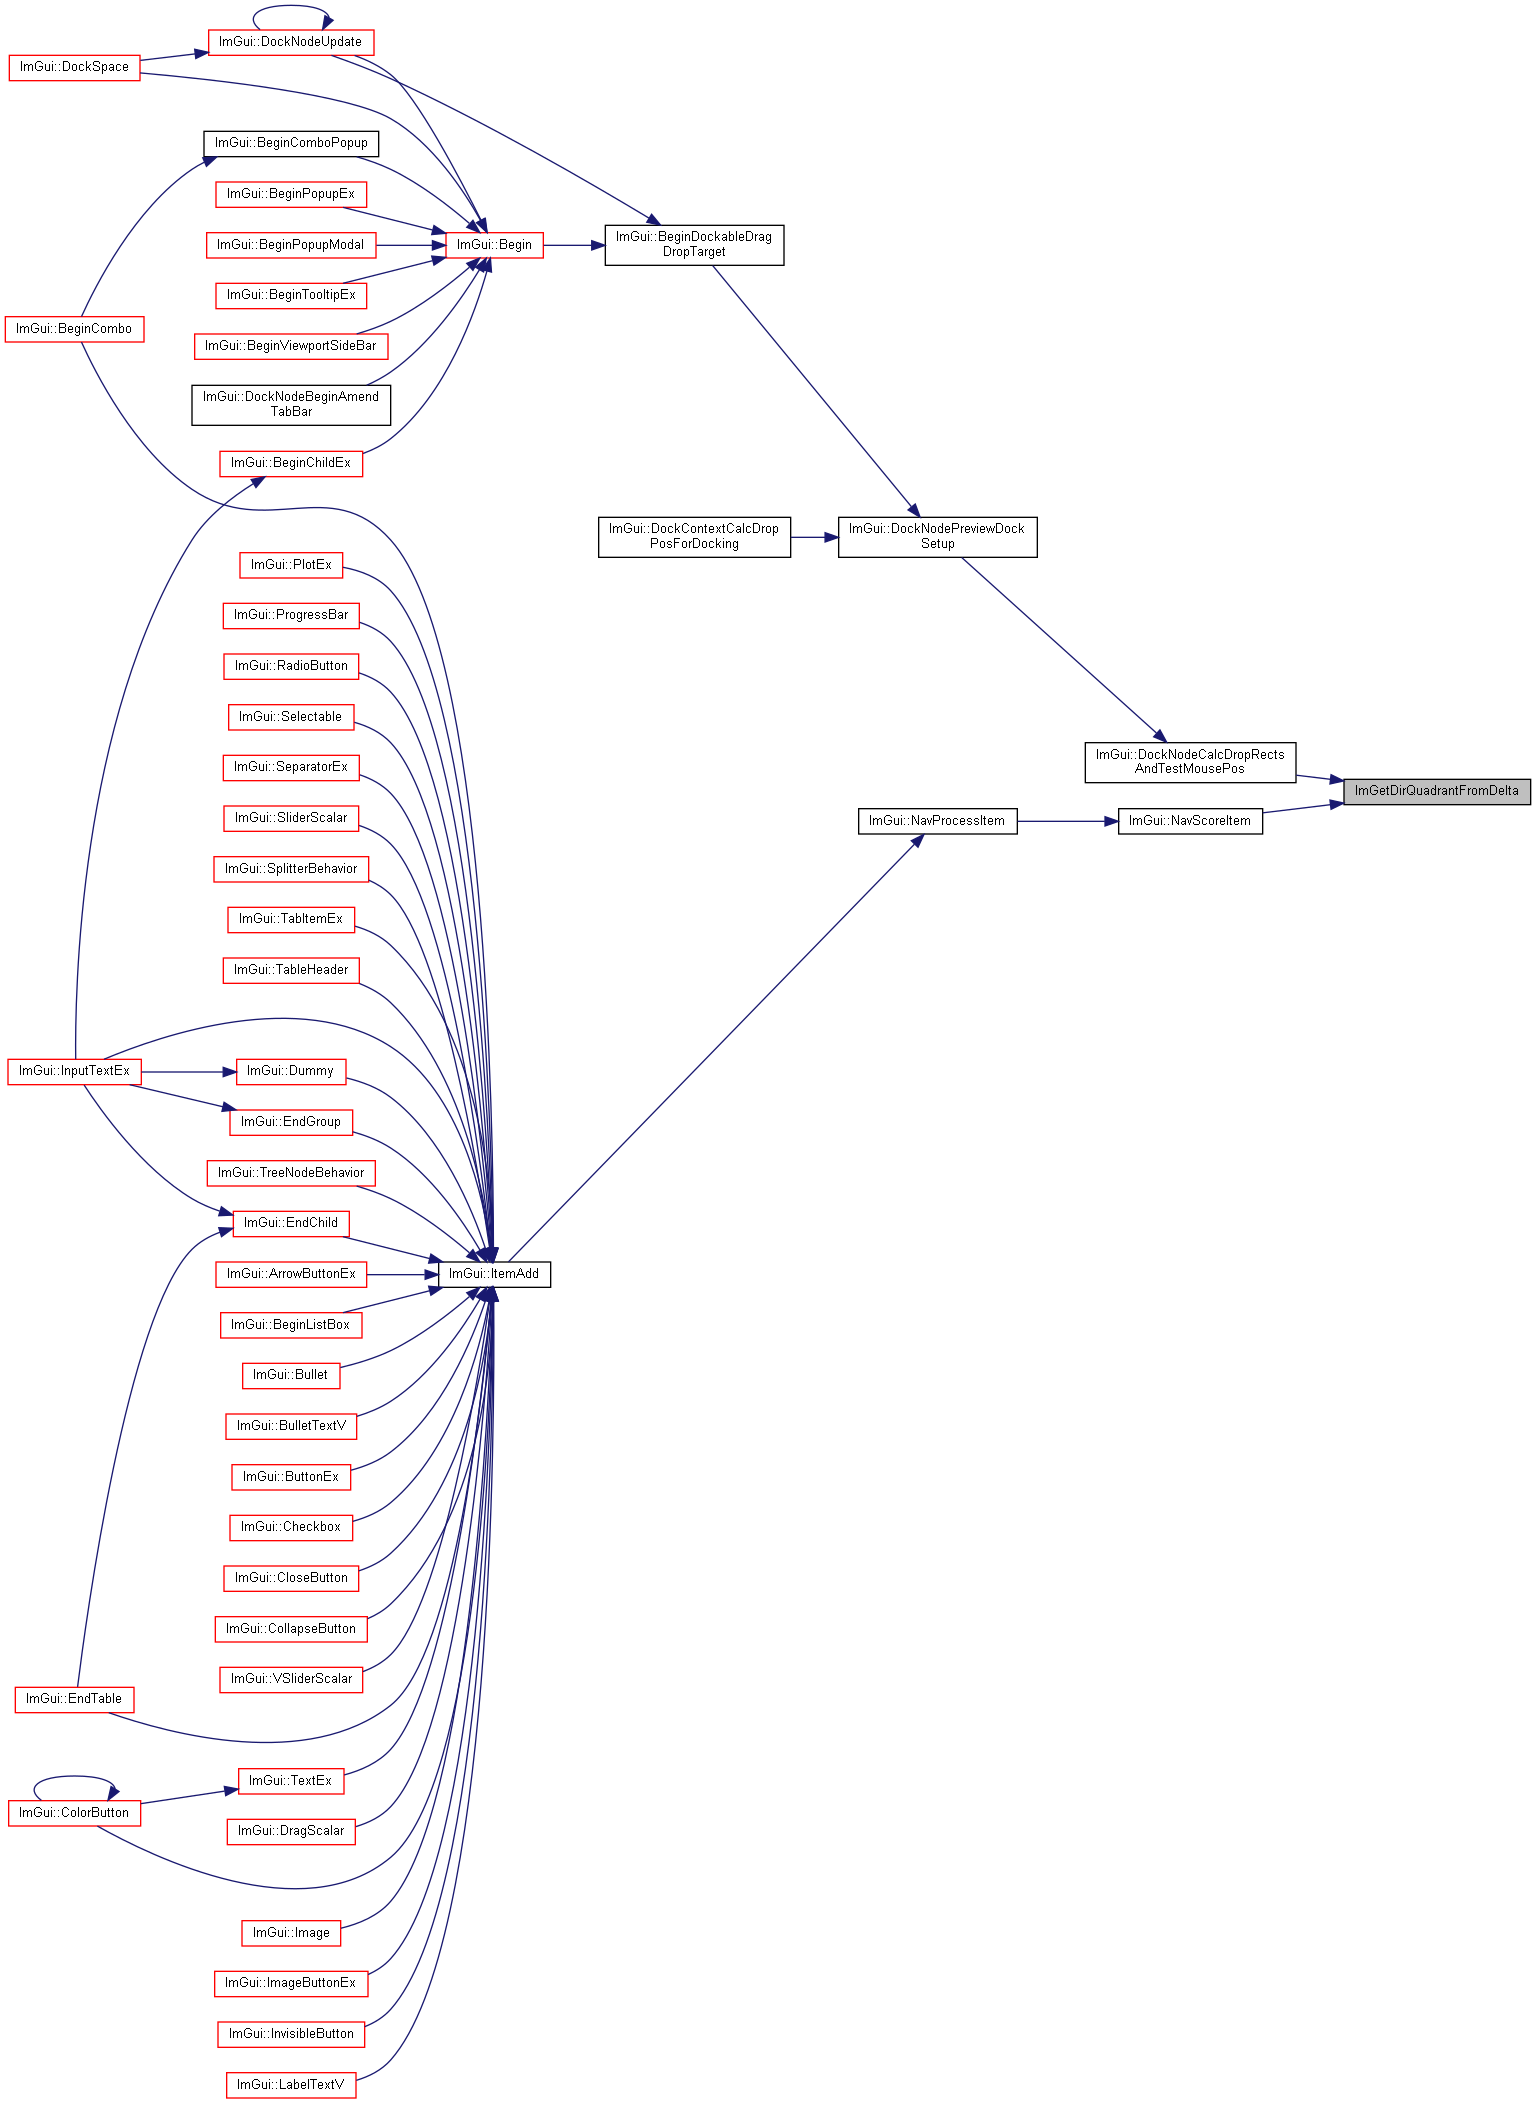 ImGui::DockNodeUpdate
ImGui::DockSpace
ImGui::BeginComboPopup
ImGui::BeginPopupEx
ImGui::BeginPopupModal
ImGui::Begin
ImGui::BeginDockableDrag
DropTarget
ImGui::BeginTooltipEx
ImGui::BeginCombo
ImGui::BeginViewportSideBar
ImGui::DockNodeBeginAmend
TabBar
ImGui::BeginChildEx
ImGui::DockContextCalcDrop
PosForDocking
ImGui::DockNodePreviewDock
Setup
ImGui::PlotEx
ImGui::ProgressBar
ImGui::RadioButton
ImGui::Selectable
ImGui::SeparatorEx
ImGui::DockNodeCalcDropRects
AndTestMousePos
ImGetDirQuadrantFromDelta
ImGui::SliderScalar
ImGui::NavProcessItem
ImGui::NavScoreItem
ImGui::SplitterBehavior
ImGui::TabItemEx
ImGui::TableHeader
ImGui::InputTextEx
ImGui::Dummy
ImGui::EndGroup
ImGui::TreeNodeBehavior
ImGui::EndChild
ImGui::ArrowButtonEx
ImGui::ItemAdd
ImGui::BeginListBox
ImGui::Bullet
ImGui::BulletTextV
ImGui::ButtonEx
ImGui::Checkbox
ImGui::CloseButton
ImGui::CollapseButton
ImGui::VSliderScalar
ImGui::EndTable
ImGui::TextEx
ImGui::ColorButton
ImGui::DragScalar
ImGui::Image
ImGui::ImageButtonEx
ImGui::InvisibleButton
ImGui::LabelTextV